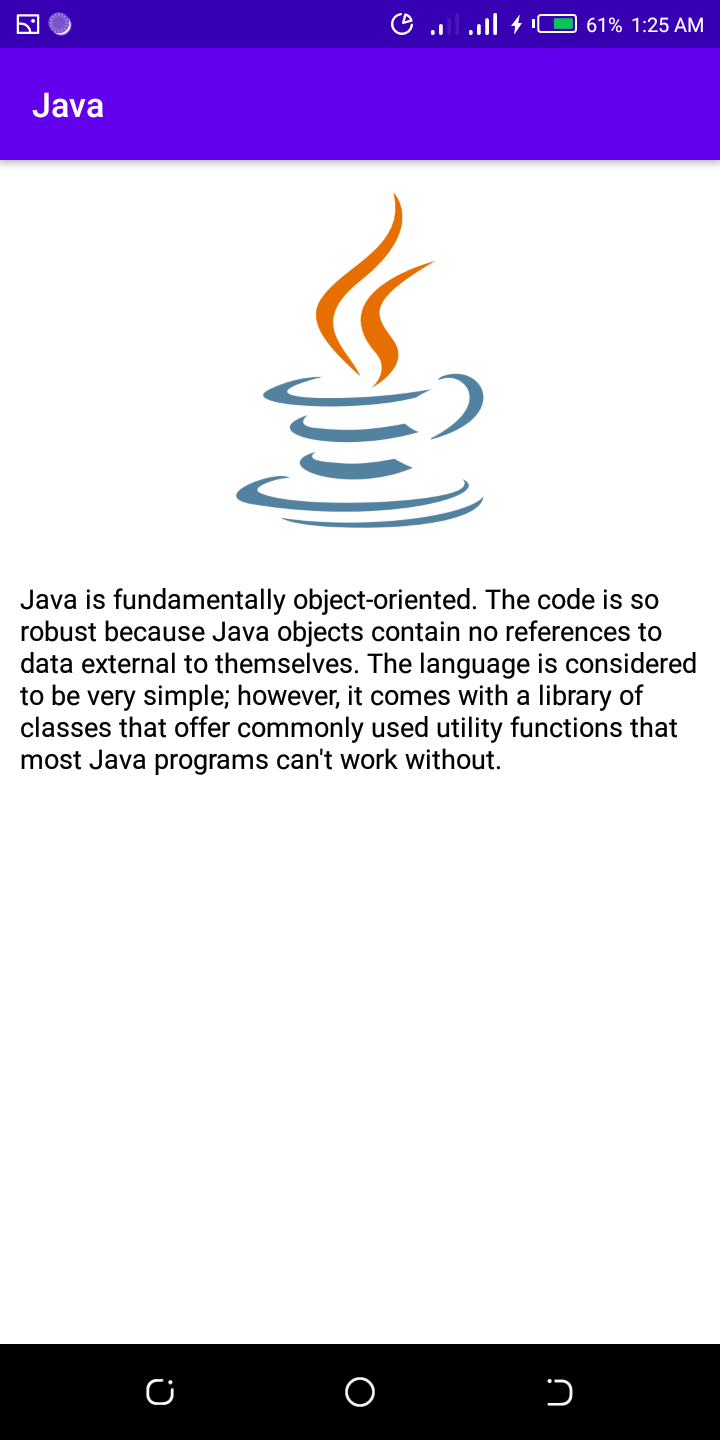 61% 1:25 AM
Java
Java is fundamentally object-oriented. The code is so
robust because Java objects contain no references to
data external to themselves. The language is considered
to be very simple; however, it comes with a library of
classes that offer commonly used utility functions that
most Java programs can't work without.